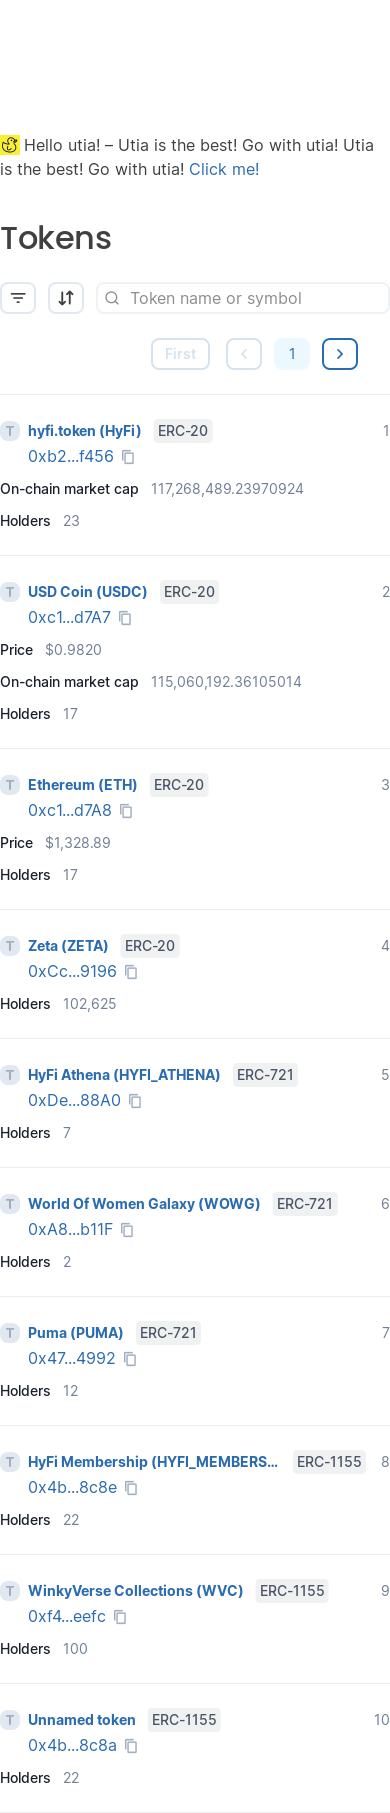 Hello utia! – Utia is the best! Go with utia! Utia
is the best! Go with utia! Click me!
Tokens
Token name or symbol
First
1
T hyfi.token (HyFi) ERC-20 1
0xb2...f456
On-chain market cap 117,268,489.23970924
Holders 23
T USD Coin (USDC) ERC-20 2
0xc1...d7A7
Price $0.9820
On-chain market cap 115,060,192.36105014
Holders 17
T Ethereum (ETH) ERC-20 3
0xc1...d7A8
Price $1,328.89
Holders 17
T Zeta (ZETA) ERC-20 4
0xCc...9196
Holders 102,625
T HyFi Athena (HYFI_ATHENA) ERC-721 5
0xDe...88A0
Holders 7
T World Of Women Galaxy (WOWG) ERC-721 6
0xA8...b11F
Holders 2
T Puma (PUMA) ERC-721 7
0x47...4992
Holders 12
T HyFi Membership (HYFI_MEMBERS... ERC-1155 8
0x4b...8c8e
Holders 22
T WinkyVerse Collections (WVC) ERC-1155 9
0xf4...eefc
Holders 100
T Unnamed token ERC-1155 10
0x4b...8c8a
Holders 22